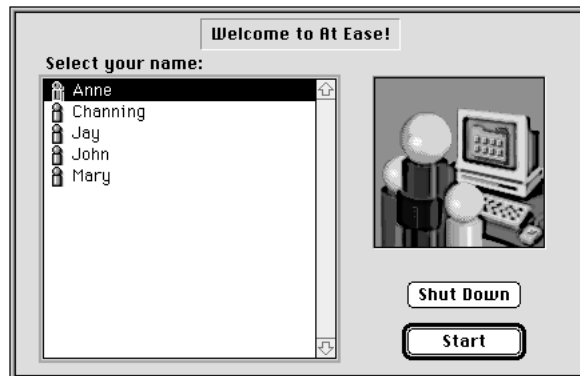 Welcome to At Ease!
Select your name:
Anne
Channing
Jay
John
Mary
Shut Down
Start